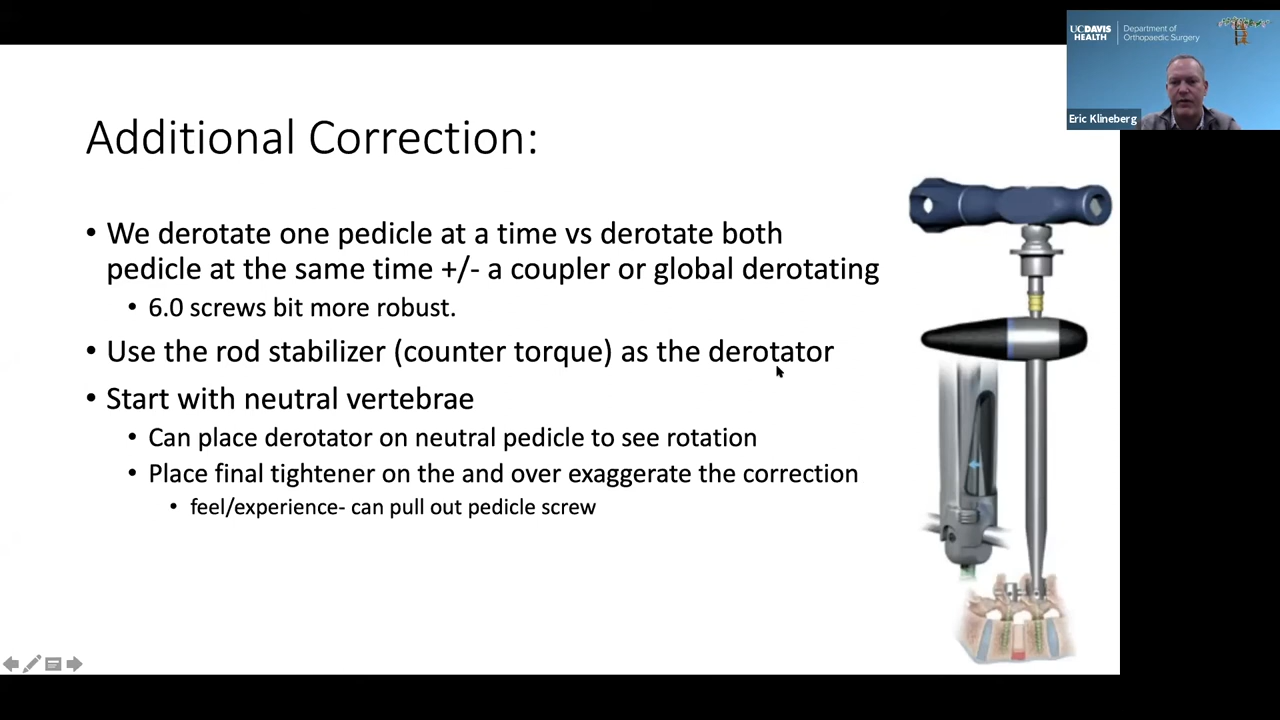 UCDAVIS
HEALTH
Department of
Orthopaedic Surgery
Eric Klineberg
Additional Correction:
• We derotate one pedicle at a time vs derotate both
pedicle at the same time +/- a coupler or global derotating
• 6.0 screws bit more robust.
• Use the rod stabilizer (counter torque) as the derotator
• Start with neutral vertebrae
• Can place derotator on neutral pedicle to see rotation
• Place final tightener on the and over exaggerate the correction
• feel/experience- can pull out pedicle screw